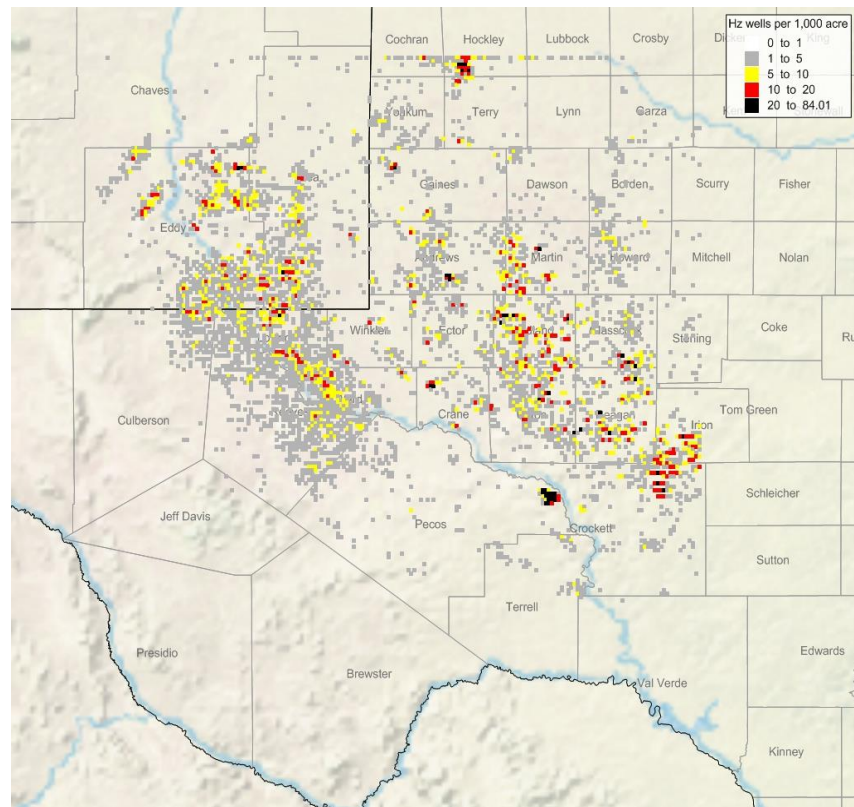 Hz wells per 1,000 acre
0 to 1
1 to 5
5 to 10
10 to 20
20 to 84.01
Cochran
Hockley
Lubbock
Crosby
King
Chaves
Terry
Lynn
Garza
Gaines
Dawson
Borden
Scurry
Fisher
Eddy
Andrews
Martin
Howard
Mitchell
Nolan
Winkler
Ector
Sterling
Coke
Culberson
Crane
Reagan
Irion
Tom Green
Schleicher
Jeff Davis
Pecos
Crockett
Sutton
Terrell
Presidio
Brewster
Val Verde
Edwards
Kinney